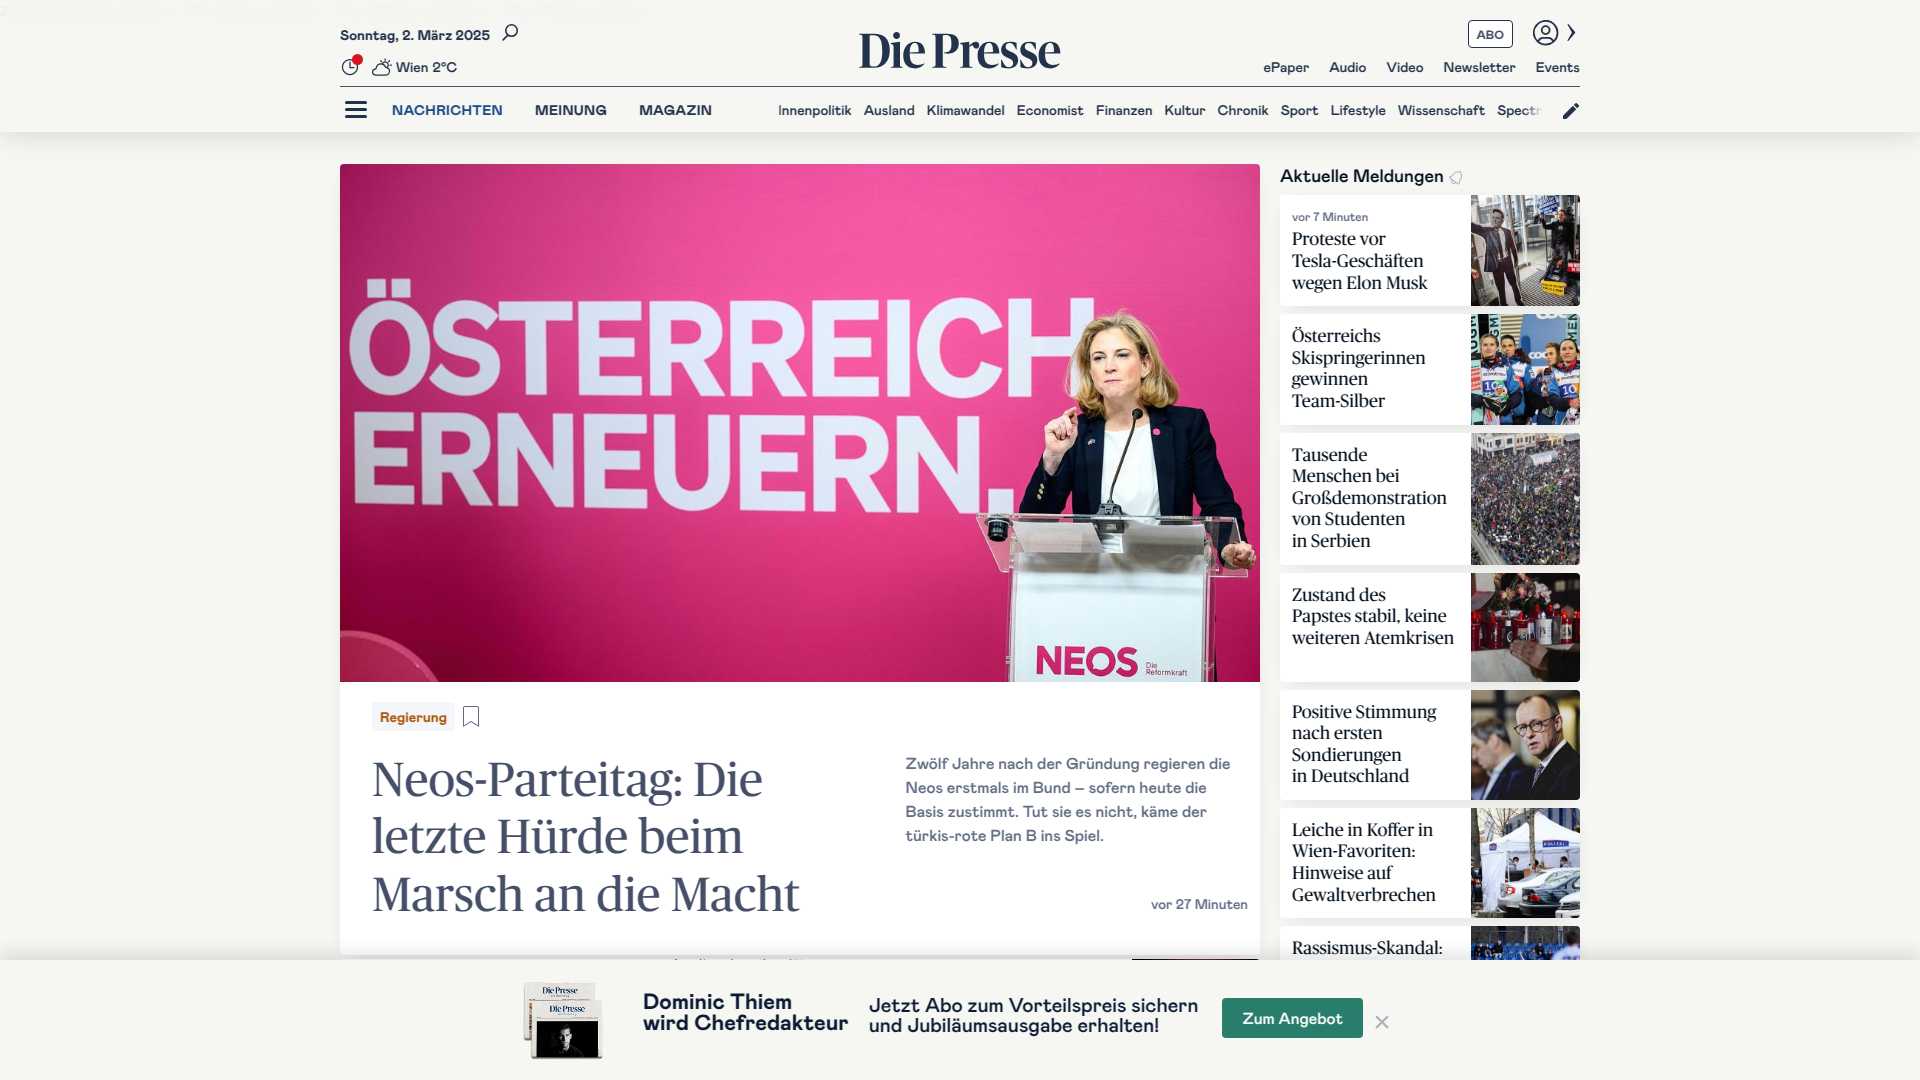 Sonntag, 2. März 2025
Die Presse
ABO
Wien 2°C
ePaper Audio Video Newsletter Events
NACHRICHTEN MEINUNG MAGAZIN
Innenpolitik Ausland Klimawandel Economist Finanzen Kultur Chronik Sport Lifestyle Wissenschaft Spectr
ÖSTERREICH
ERNEUERN.
NEOS
Die
Reformkraft
Regierung
Neos-Parteitag: Die
letzte Hürde beim
Marsch an die Macht
Zwölf Jahre nach der Gründung regieren die
Neos erstmals im Bund – sofern heute die
Basis zustimmt. Tut sie es nicht, käme der
türkis-rote Plan B ins Spiel.
vor 27 Minuten
Aktuelle Meldungen
vor 7 Minuten
Proteste vor
Tesla-Geschäften
wegen Elon Musk
Österreichs
Skispringerinnen
gewinnen
Team-Silber
Tausende
Menschen bei
Großdemonstration
von Studenten
in Serbien
Zustand des
Papstes stabil, keine
weiteren Atemkrisen
Positive Stimmung
nach ersten
Sondierungen
in Deutschland
Leiche in Koffer in
Wien-Favoriten:
Hinweise auf
Gewaltverbrechen
Rassismus-Skandal:
Die Presse
Die Presse
Dominic Thiem
wird Chefredakteur
Jetzt Abo zum Vorteilspreis sichern
und Jubiläumsausgabe erhalten!
Zum Angebot